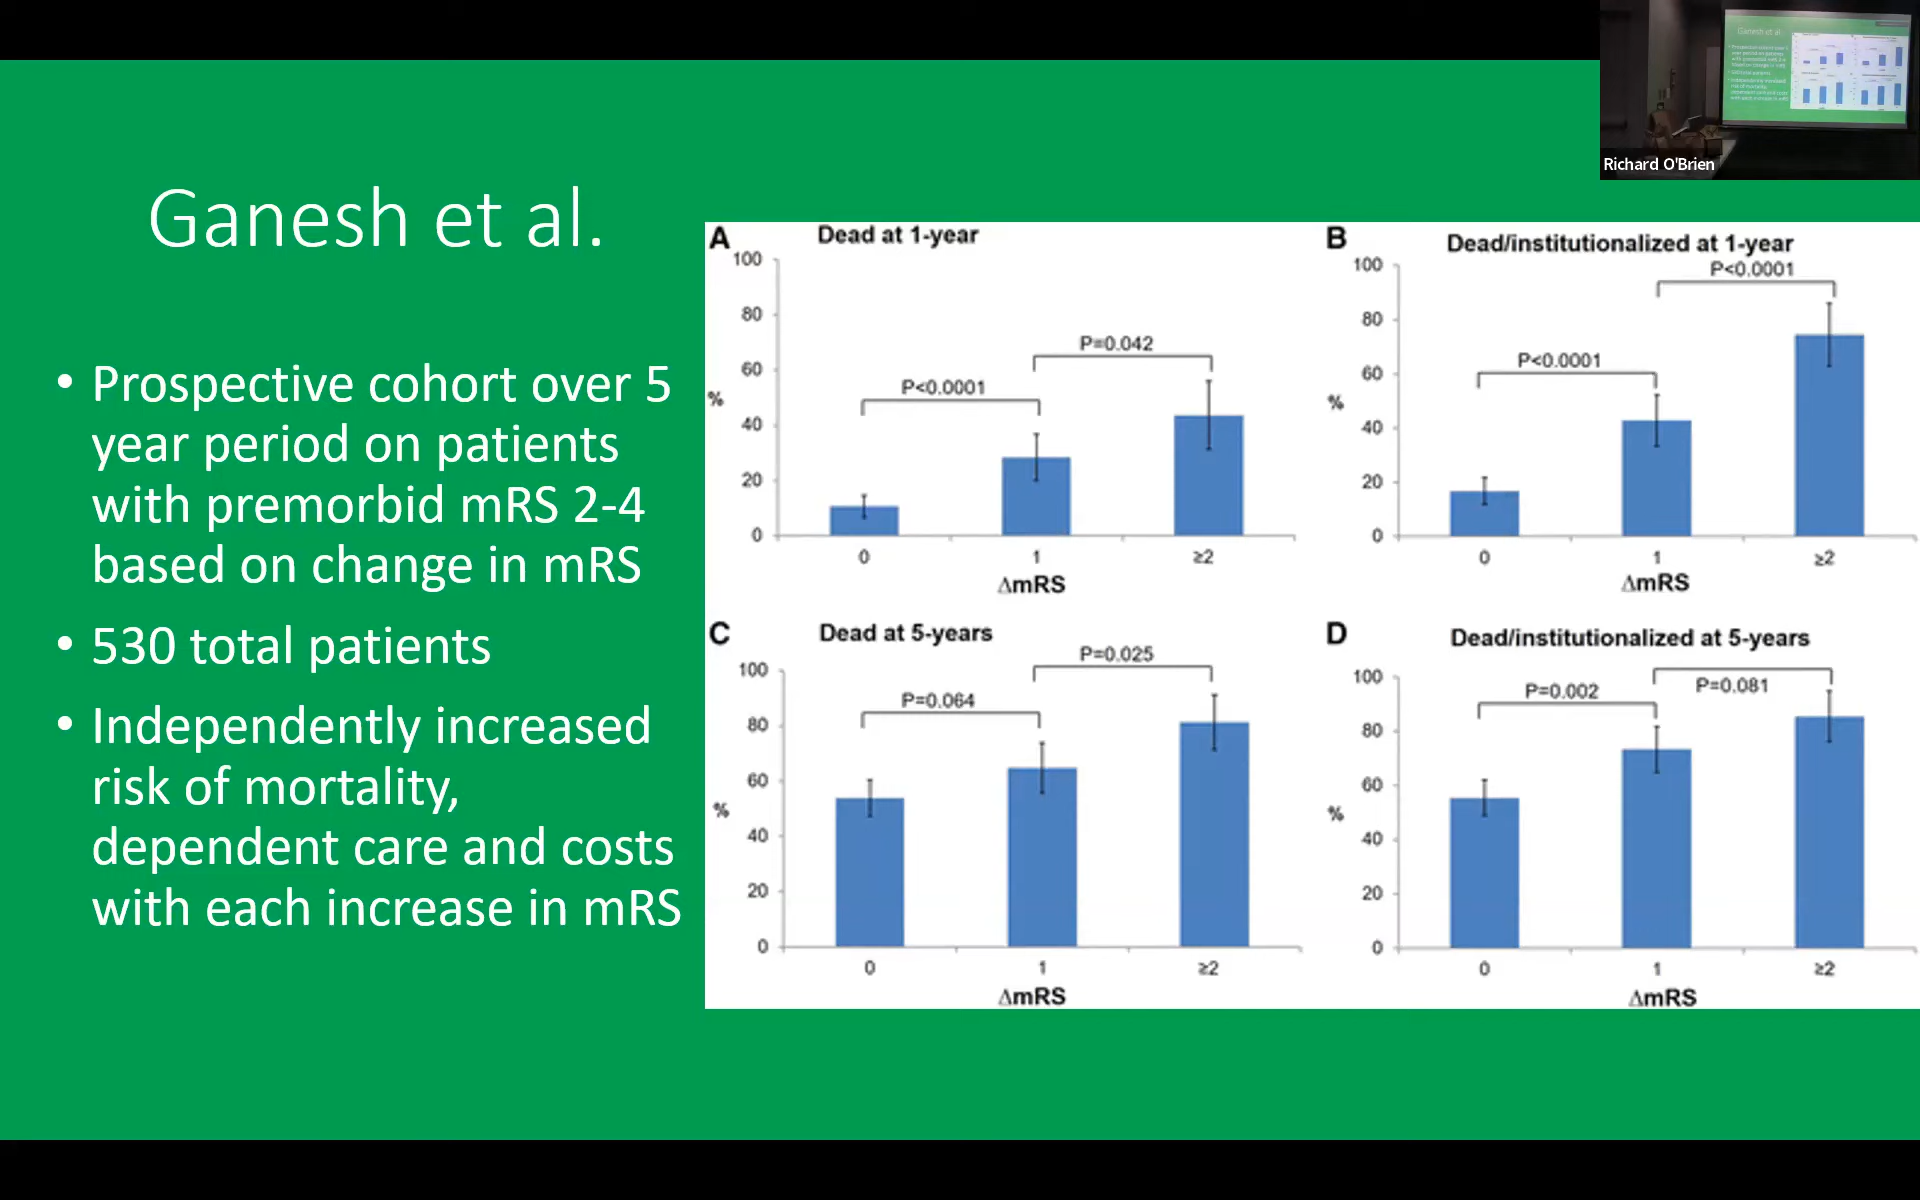 Richard O'Brien
Ganesh et al.
• Prospective cohort over 5
year period on patients
with premorbid mRS 2-4
based on change in mRS
• 530 total patients
• Independently increased
risk of mortality,
dependent care and costs
with each increase in mRS
A
Dead at 1-year
100
80
60
40
20
0
%
P<0.0001
P=0.042
0
1
≥2
ΔmRS
B
Dead/institutionalized at 1-year
100
80
60
40
20
0
%
P<0.0001
P<0.0001
0
1
≥2
ΔmRS
C
Dead at 5-years
100
80
60
40
20
0
%
P=0.064
P=0.025
0
1
≥2
ΔmRS
D
Dead/institutionalized at 5-years
100
80
60
40
20
0
%
P=0.002
P=0.081
0
1
≥2
ΔmRS